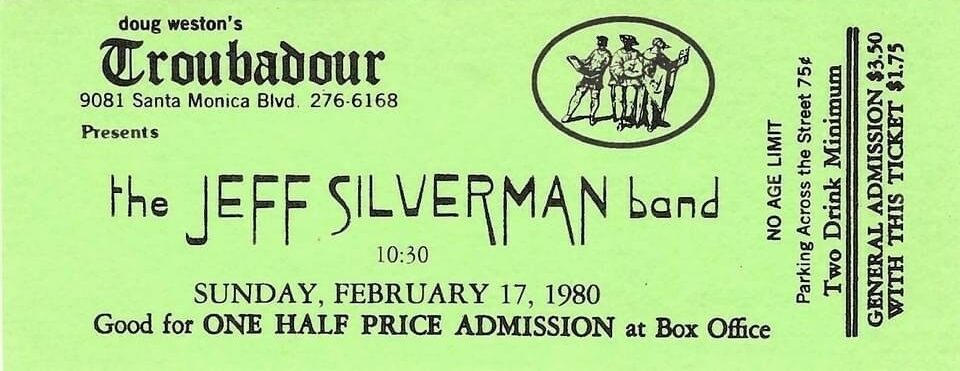 doug weston's
Troubadour
9081 Santa Monica Blvd. 276-6168
Presents
the JEFF SILVERMAN band
10:30
SUNDAY, FEBRUARY 17, 1980
Good for ONE HALF PRICE ADMISSION at Box Office
NO AGE LIMIT
Parking Across the Street 75¢
Two Drink Minimum
GENERAL ADMISSION $3.50
WITH THIS TICKET $1.75